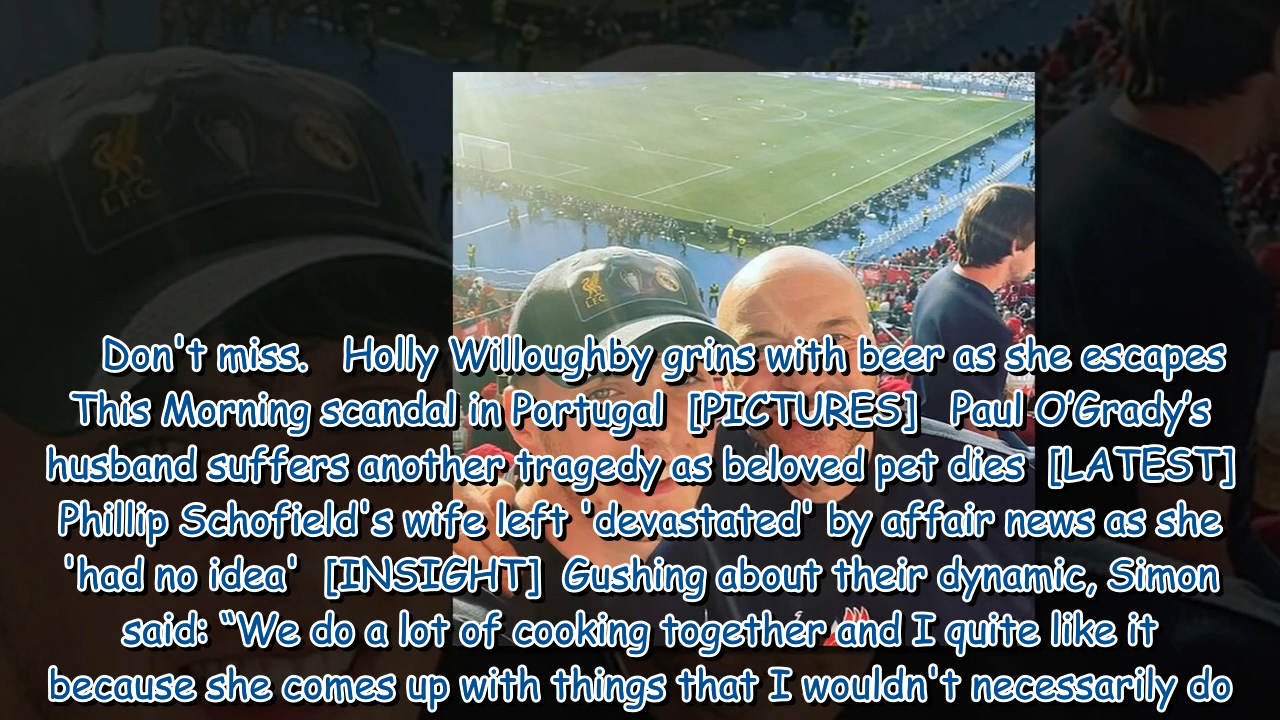 LFC
LFC
Don't miss. Holly Willoughby grins with beer as she escapes
This Morning scandal in Portugal [PICTURES] Paul O’Grady’s
husband suffers another tragedy as beloved pet dies [LATEST]
Phillip Schofield's wife left 'devastated' by affair news as she
'had no idea' [INSIGHT] Gushing about their dynamic, Simon
said: “We do a lot of cooking together and I quite like it
because she comes up with things that I wouldn't necessarily do